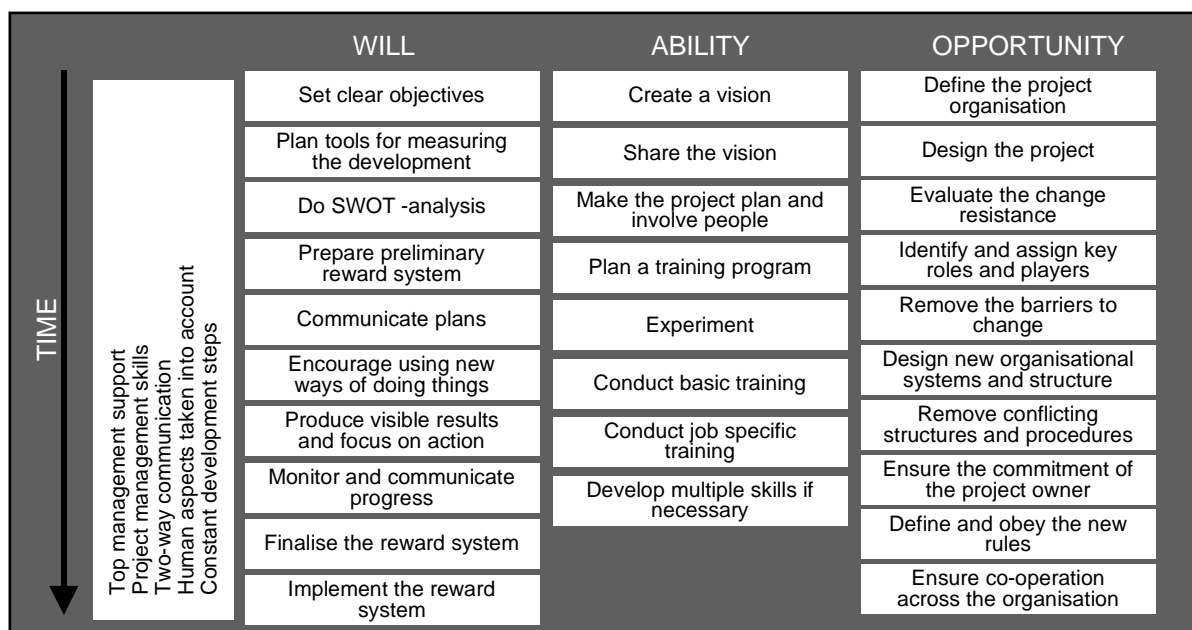 WILL
ABILITY
OPPORTUNITY
TIME
Top management support
Project management skills
Two-way communication
Human aspects taken into account
Constant development steps
Set clear objectives
Plan tools for measuring
the development
Do SWOT -analysis
Prepare preliminary
reward system
Communicate plans
Encourage using new
ways of doing things
Produce visible results
and focus on action
Monitor and communicate
progress
Finalise the reward system
Implement the reward
system
Create a vision
Share the vision
Make the project plan and
involve people
Plan a training program
Experiment
Conduct basic training
Conduct job specific
training
Develop multiple skills if
necessary
Define the project
organisation
Design the project
Evaluate the change
resistance
Identify and assign key
roles and players
Remove the barriers to
change
Design new organisational
systems and structure
Remove conflicting
structures and procedures
Ensure the commitment of
the project owner
Define and obey the new
rules
Ensure co-operation
across the organisation